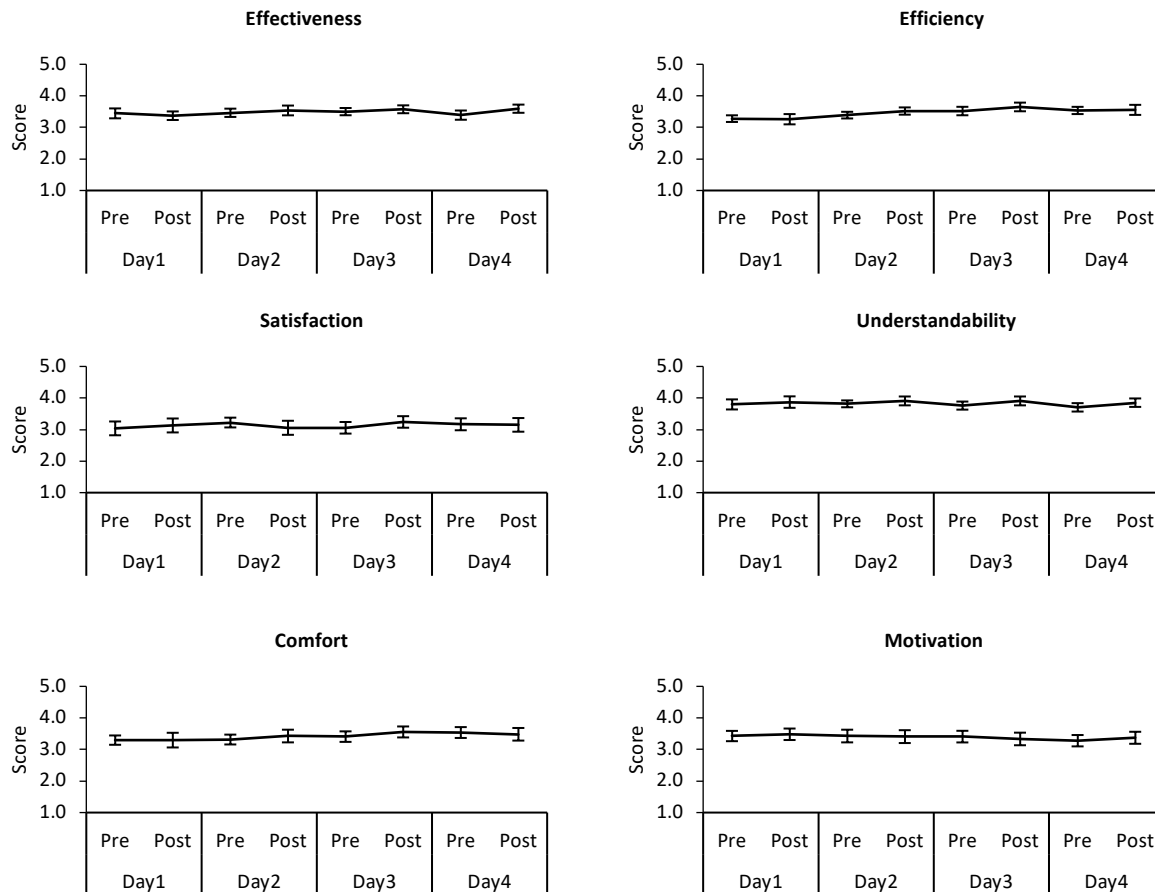 Effectiveness
5.0
4.0
3.0
2.0
1.0
Score
Pre Post Pre Post Pre Post Pre Post
Day1 Day2 Day3 Day4
Efficiency
5.0
4.0
3.0
2.0
1.0
Score
Pre Post Pre Post Pre Post Pre Post
Day1 Day2 Day3 Day4
Satisfaction
5.0
4.0
3.0
2.0
1.0
Score
Pre Post Pre Post Pre Post Pre Post
Day1 Day2 Day3 Day4
Understandability
5.0
4.0
3.0
2.0
1.0
Score
Pre Post Pre Post Pre Post Pre Post
Day1 Day2 Day3 Day4
Comfort
5.0
4.0
3.0
2.0
1.0
Score
Pre Post Pre Post Pre Post Pre Post
Day1 Day2 Day3 Day4
Motivation
5.0
4.0
3.0
2.0
1.0
Score
Pre Post Pre Post Pre Post Pre Post
Day1 Day2 Day3 Day4